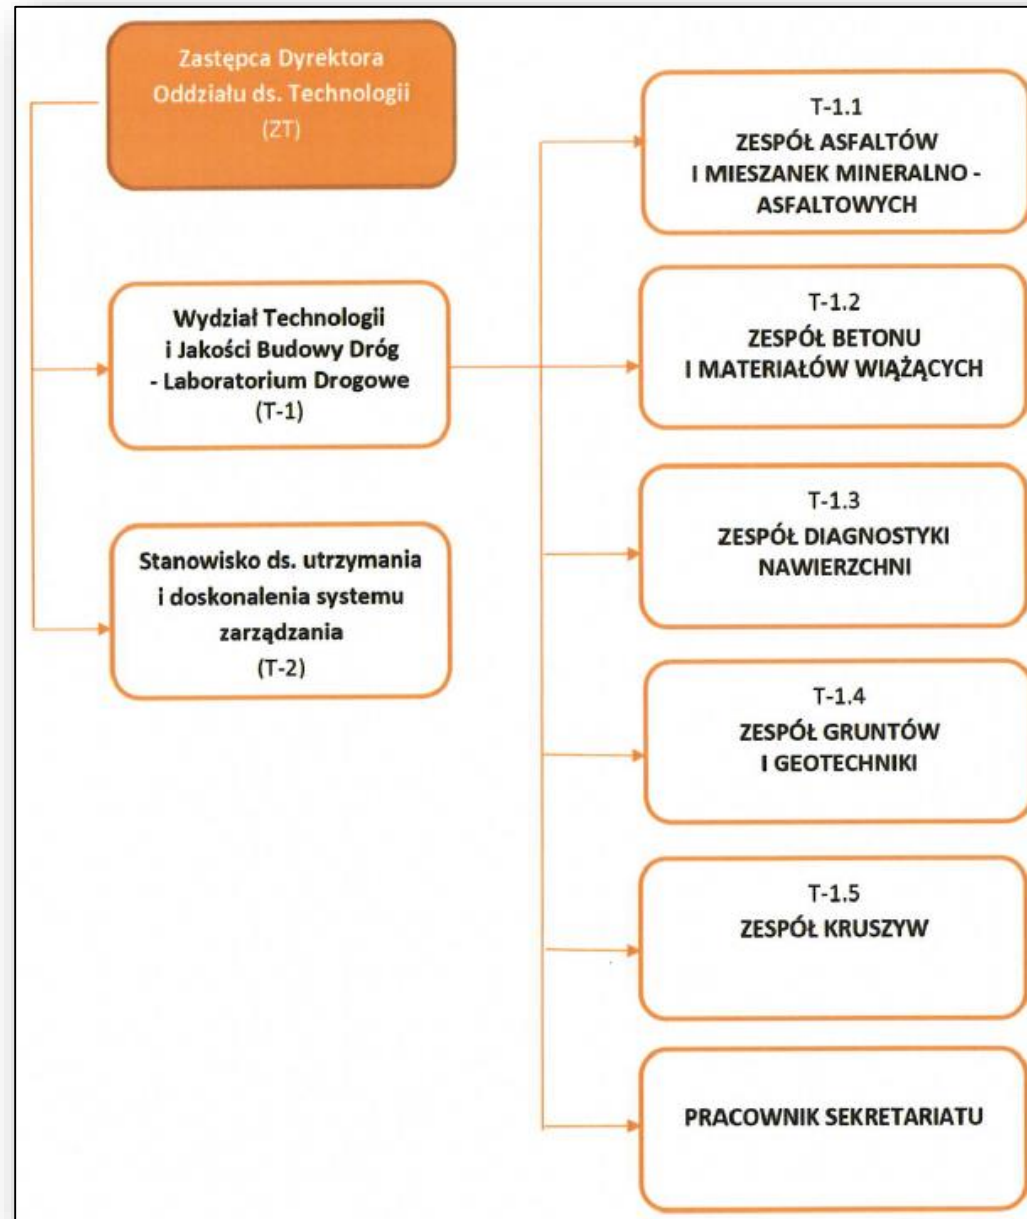 Zastępca Dyrektora
Oddziału ds. Technologii
(ZT)
Wydział Technologii
i Jakości Budowy Dróg
- Laboratorium Drogowe
(T-1)
Stanowisko ds. utrzymania
i doskonalenia systemu
zarządzania
(T-2)
T-1.1
ZESPÓŁ ASFALTÓW
I MIESZANEK MINERALNO -
ASFALTOWYCH
T-1.2
ZESPÓŁ BETONU
I MATERIAŁÓW WIĄŻĄCYCH
T-1.3
ZESPÓŁ DIAGNOSTYKI
NAWIERZCHNI
T-1.4
ZESPÓŁ GRUNTÓW
I GEOTECHNIKI
T-1.5
ZESPÓŁ KRUSZYW
PRACOWNIK SEKRETARIATU